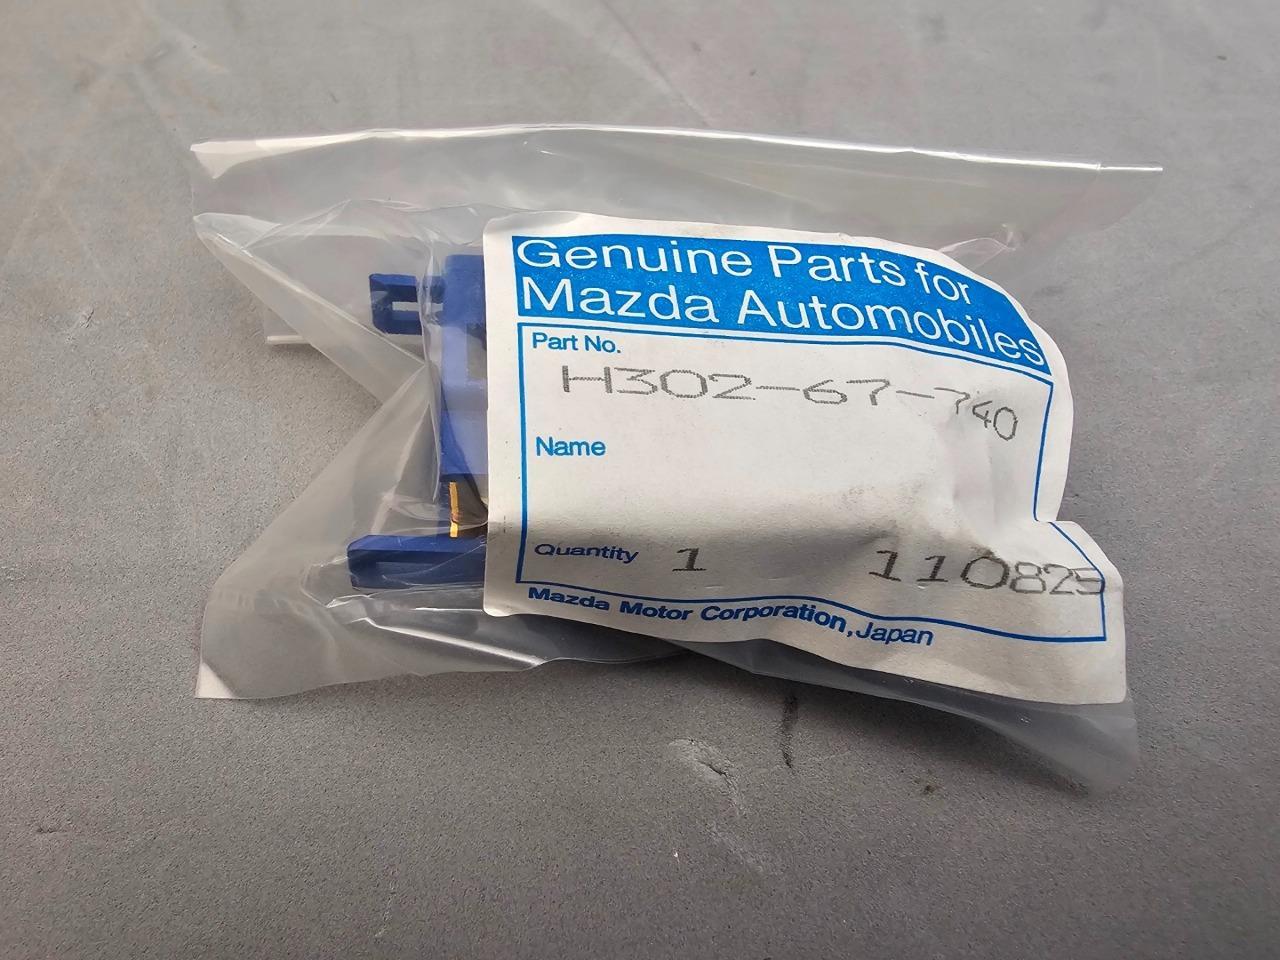 Genuine Parts for
Mazda Automobiles
Part No.
H302-67-740
Name
Quantity 1 110825
Mazda Motor Corporation, Japan